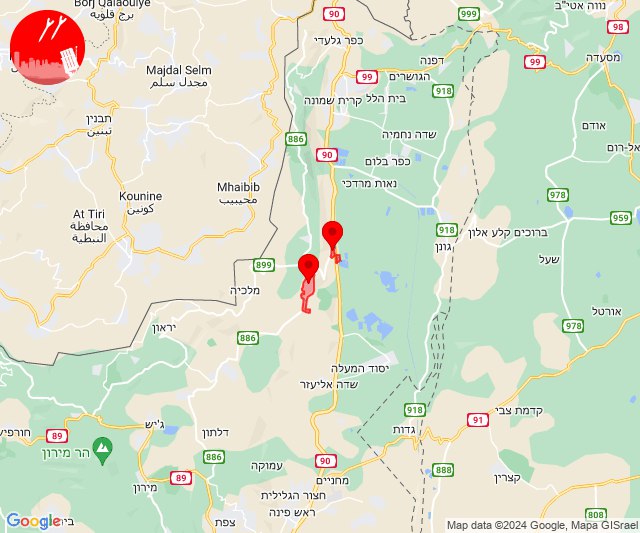 Borj Qalaouiye
برج قلاويه
90
999
נווה אטי"ב
98
כפר גלעדי
דפנה
99
מסעדה
Majdal Selm
مجدل سلم
99
הגושרים
בית הלל
918
קרית שמונה
تبنين
תבנין
886
שדה נחמיה
אודם
90
כפר בלום
אל-רום
Mhaibib
מחיביב
נאות מרדכי
978
Kounine
كونين
At Tiri
محافظة
النبطية
918
גונן
ברוכים קלע אלון
959
899
שעל
מלכיה
אורטל
978
יראון
886
יסוד המעלה
שדה אליעזר
918
קדמת צבי
91
ג'יש
89
חורפיש
דלתון
גדות
הר מירון
886
עמוקה
90
888
89
מחניים
קצרין
מירון
חצור הגלילית
ראש פינה
צפת
808
Google
Map data ©2024 Google, Mapa GISrael